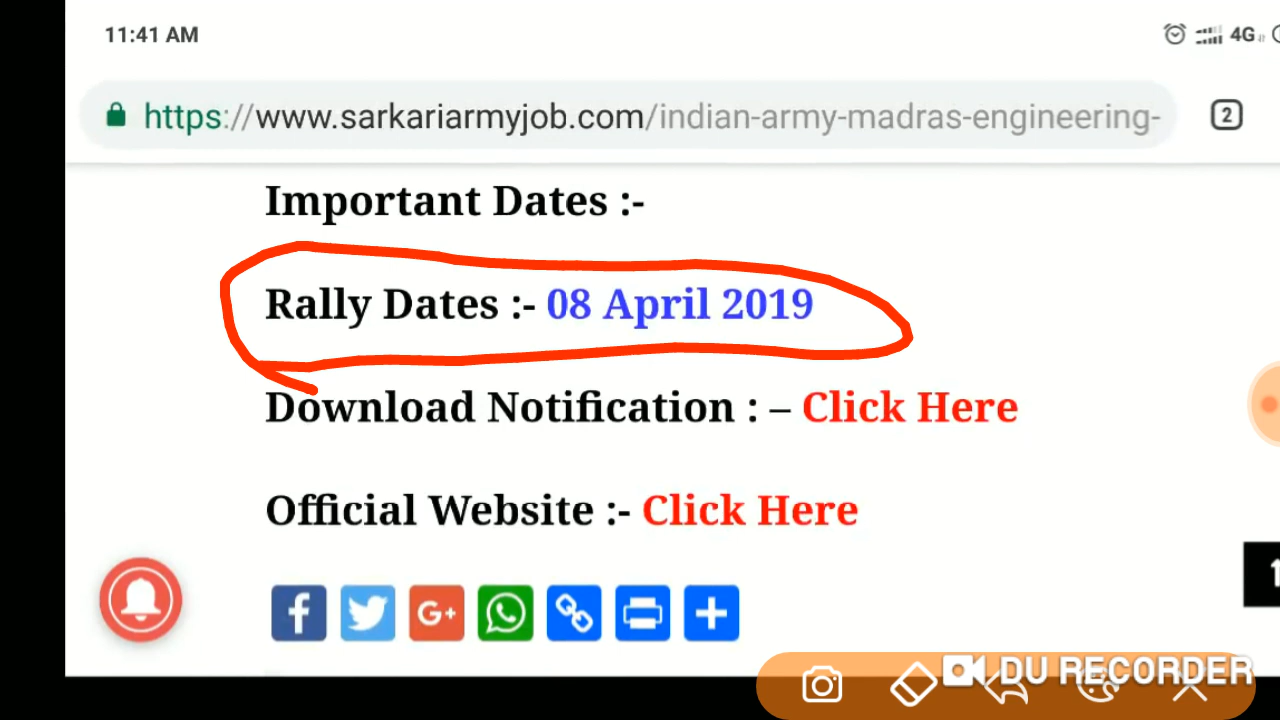 11:41 AM 4G
https://www.sarkariarmyjob.com/indian-army-madras-engineering- 2
Important Dates :-
Rally Dates :- 08 April 2019
Download Notification : – Click Here
Official Website :- Click Here
f G+
DU RECORDER